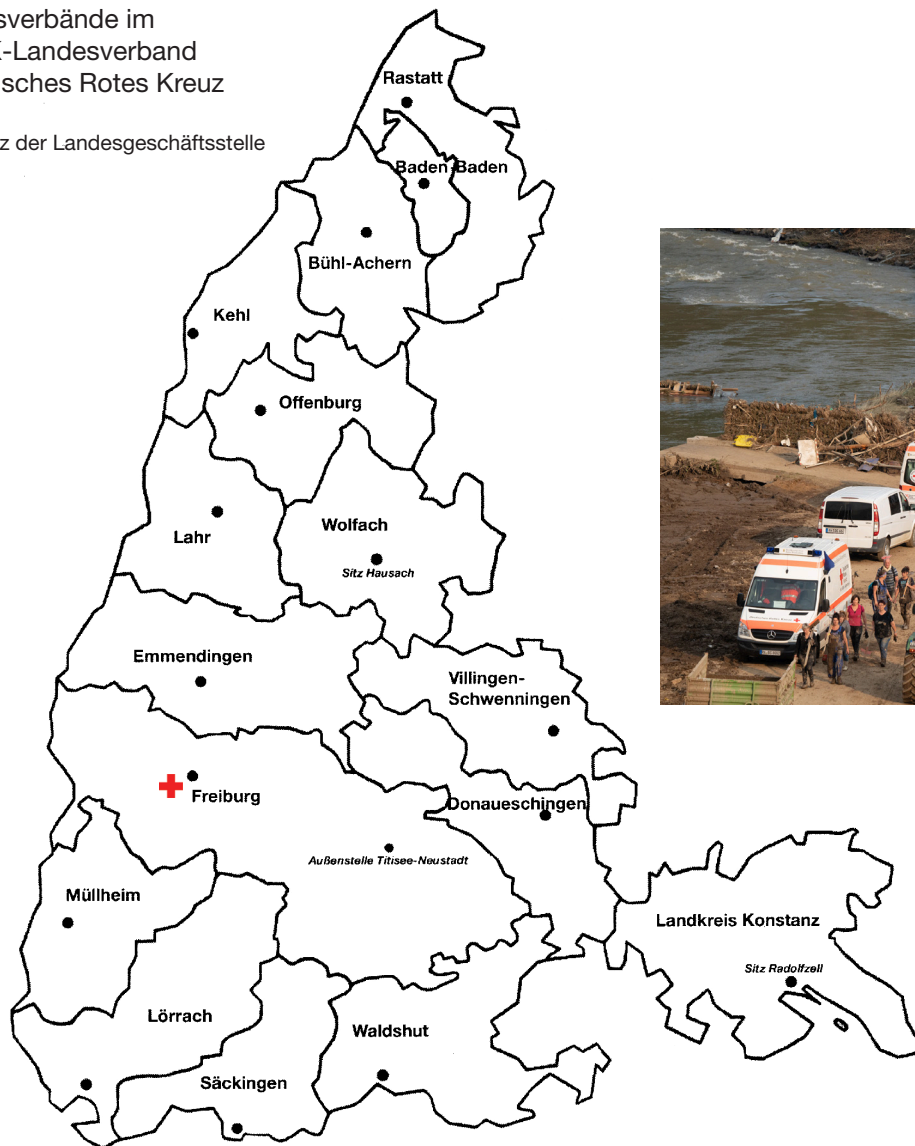 sverbände im
K-Landesverband
sches Rotes Kreuz
z der Landesgeschäftsstelle
Rastatt
Baden-Baden
Bühl-Achern
Kehl
Offenburg
Wolfach
Sitz Hausach
Lahr
Emmendingen
Villingen-
Schwenningen
Freiburg
Donaueschingen
Außenstelle Titisee-Neustadt
Müllheim
Landkreis Konstanz
Sitz Radolfzell
Lörrach
Waldshut
Säckingen